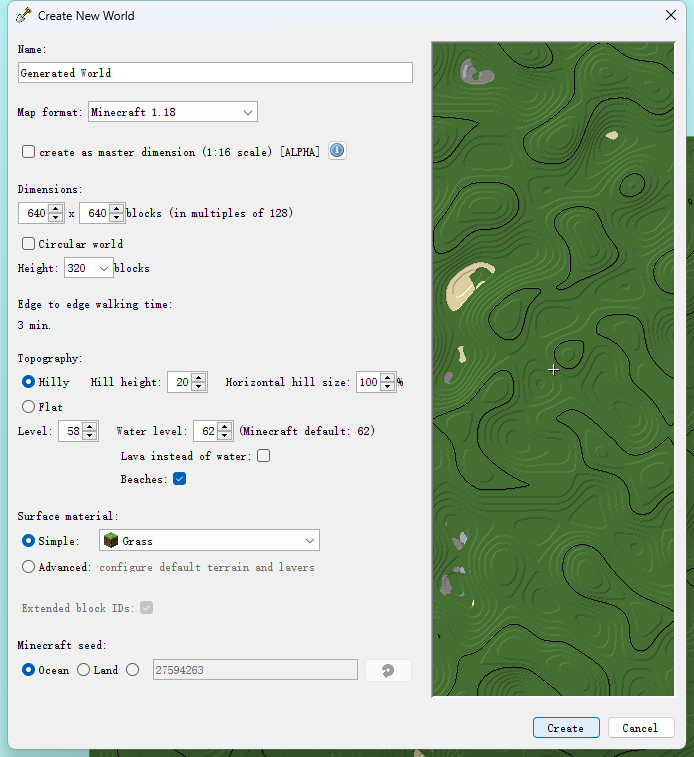 Create New World
Name:
Generated World
Map format: Minecraft 1.18
create as master dimension (1:16 scale) [ALPHA]
Dimensions:
640 x 640 blocks (in multiples of 128)
Circular world
Height: 320 blocks
Edge to edge walking time:
3 min.
Topography:
Hilly Hill height: 20 Horizontal hill size: 100 %
Flat
Level: 58 Water level: 62 (Minecraft default: 62)
Lava instead of water:
Beaches:
Surface material:
Simple: Grass
Advanced: configure default terrain and layers
Extended block IDs:
Minecraft seed:
Ocean Land 27594263
Create Cancel